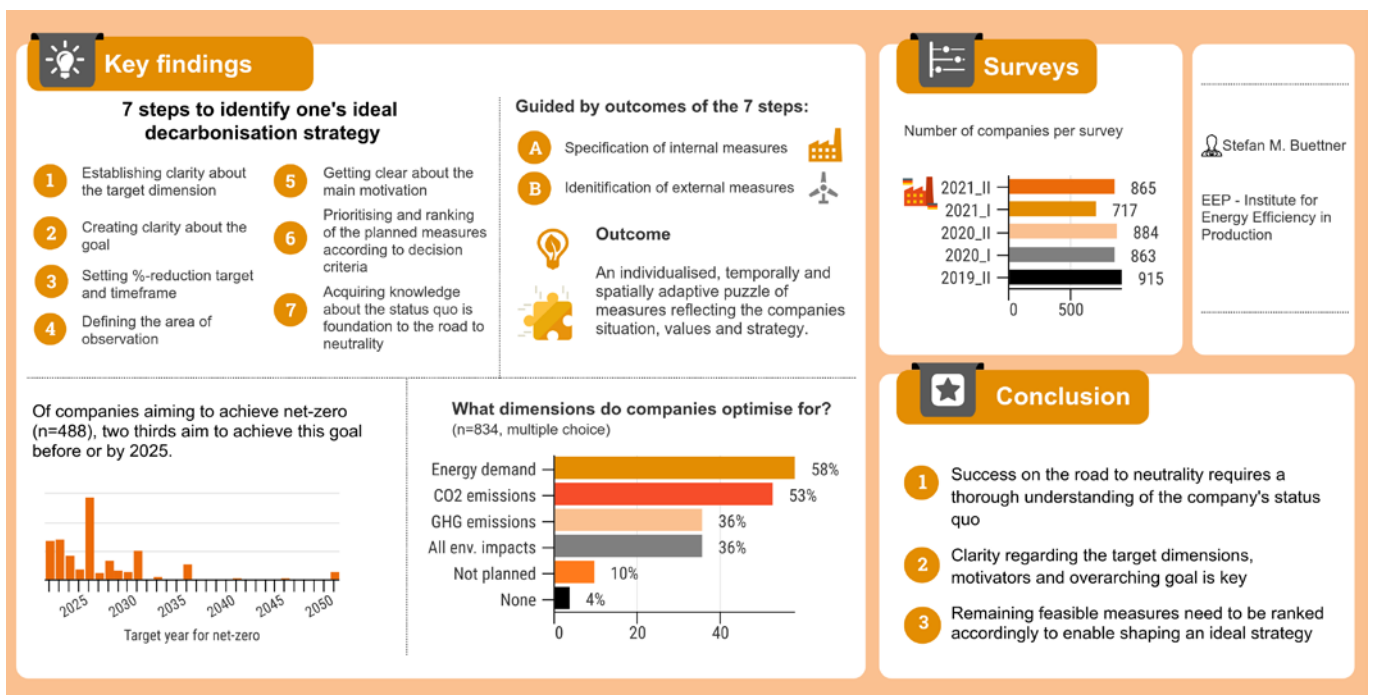 Key findings
7 steps to identify one's ideal
decarbonisation strategy
1
Establishing clarity about
the target dimension
2
Creating clarity about the
goal
3
Setting %-reduction target
and timeframe
4
Defining the area of
observation
5
Getting clear about the
main motivation
6
Prioritising and ranking
of the planned measures
according to decision
criteria
7
Acquiring knowledge
about the status quo is
foundation to the road to
neutrality
Guided by outcomes of the 7 steps:
A
Specification of internal measures
B
Idenitification of external measures
Outcome
An individualised, temporally and
spatially adaptive puzzle of
measures reflecting the companies
situation, values and strategy.
Of companies aiming to achieve net-zero
(n=488), two thirds aim to achieve this goal
before or by 2025.
2025 2030 2035 2040 2045 2050
Target year for net-zero
What dimensions do companies optimise for?
(n=834, multiple choice)
Energy demand 58%
CO2 emissions 53%
GHG emissions 36%
All env. impacts 36%
Not planned 10%
None 4%
0 20 40
Surveys
Number of companies per survey
2021_II 865
2021_I 717
2020_II 884
2020_I 863
2019_II 915
0 500
Stefan M. Buettner
EEP - Institute for
Energy Efficiency in
Production
Conclusion
1
Success on the road to neutrality requires a
thorough understanding of the company's status
quo
2
Clarity regarding the target dimensions,
motivators and overarching goal is key
3
Remaining feasible measures need to be ranked
accordingly to enable shaping an ideal strategy